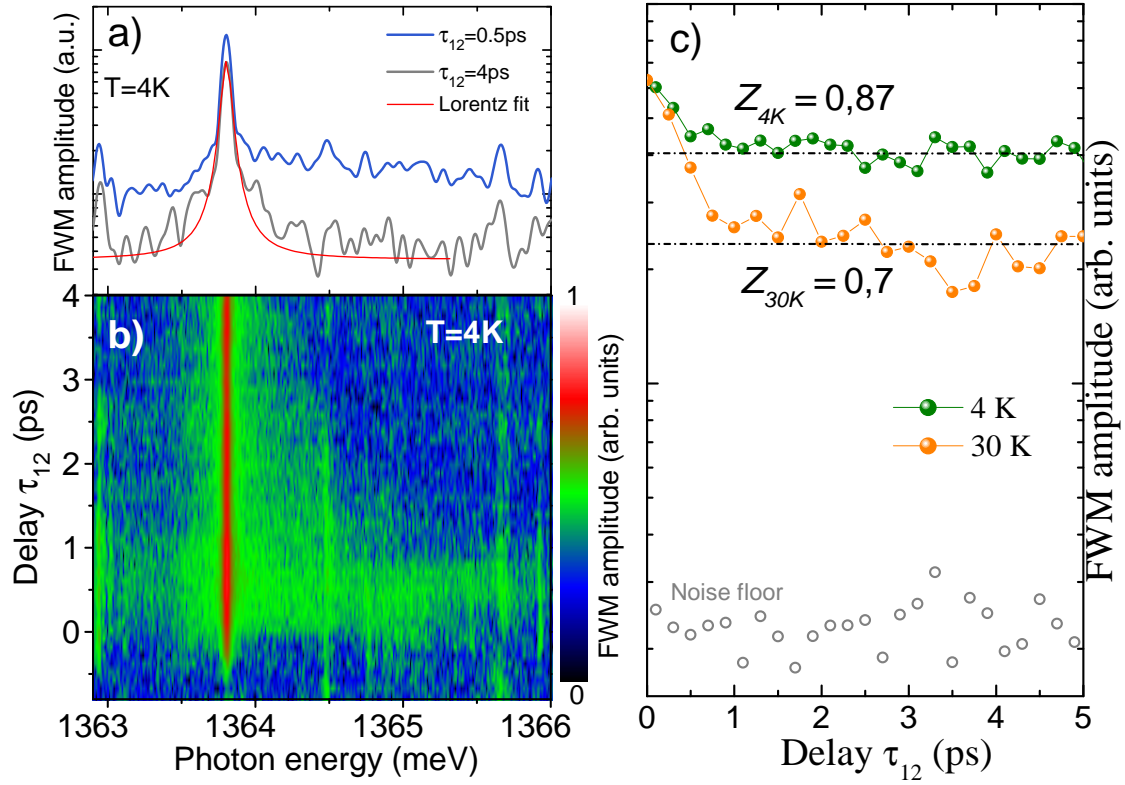 a)
T=4K
τ12=0.5ps
τ12=4ps
Lorentz fit
FWM amplitude (a.u.)
b)
T=4K
4
3
2
1
0
Delay τ12 (ps)
1363 1364 1365 1366
Photon energy (meV)
1
0
FWM amplitude (arb. units)
c)
Z4K = 0,87
Z30K = 0,7
4 K
30 K
Noise floor
FWM amplitude (arb. units)
0 1 2 3 4 5
Delay τ12 (ps)